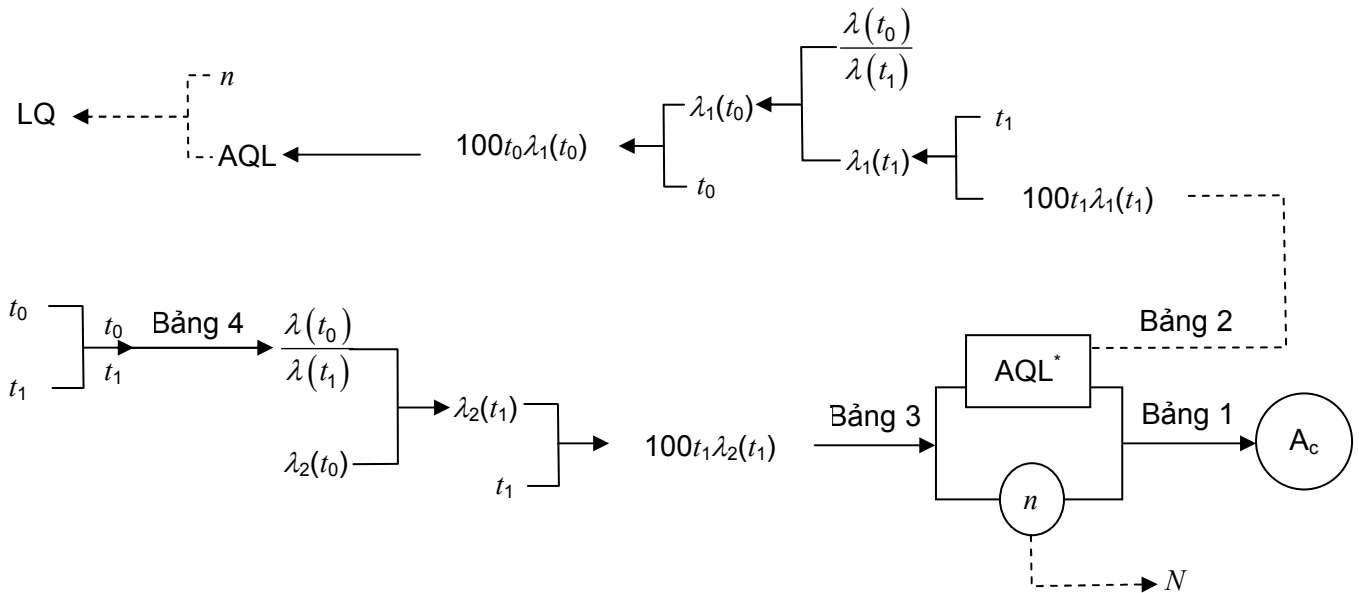 λ(t₀)
λ(t₁)
n
LQ
λ₁(t₀)
t₁
100t₀λ₁(t₀)
AQL
λ₁(t₁)
t₀
100t₁λ₁(t₁)
t₀
t₀
t₁
Bảng 4
λ(t₀)
λ(t₁)
Bảng 2
AQL*
t₁
λ₂(t₁)
Bảng 3
Bảng 1
100t₁λ₂(t₁)
A꜀
λ₂(t₀)
t₁
n
N